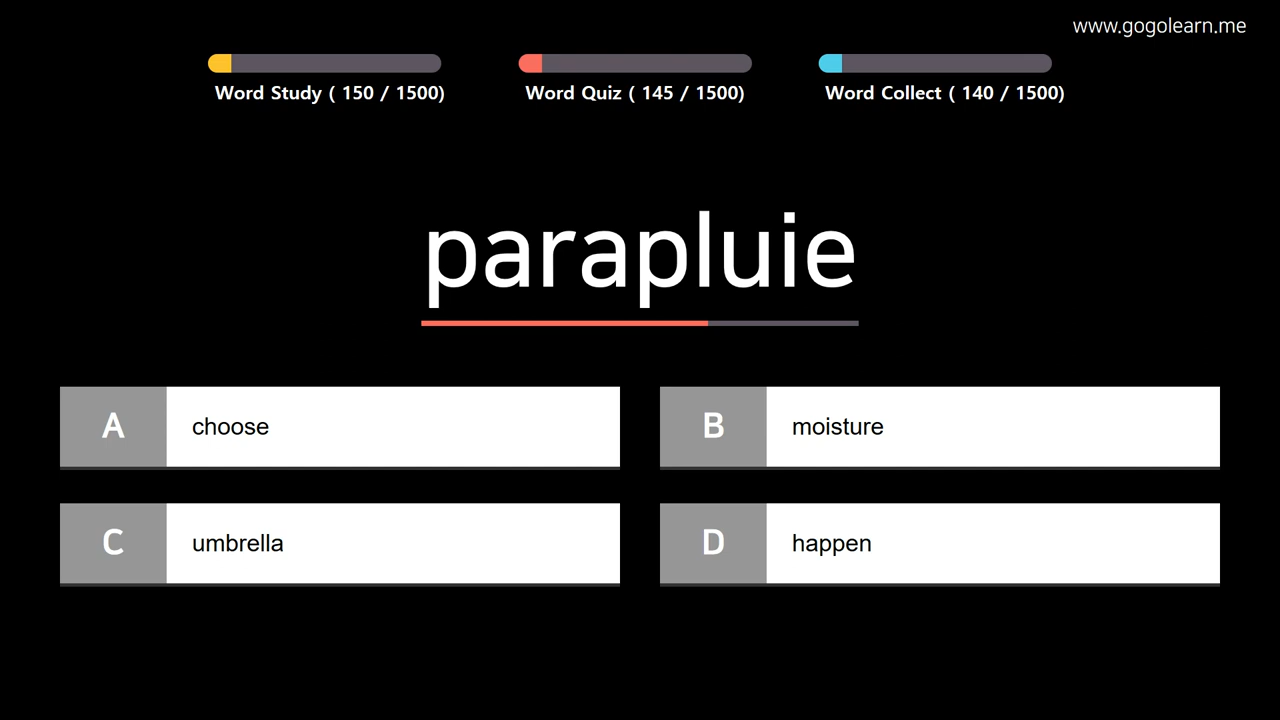 www.gogolearn.me
Word Study ( 150 / 1500)
Word Quiz ( 145 / 1500)
Word Collect ( 140 / 1500)
parapluie
A choose
B moisture
C umbrella
D happen